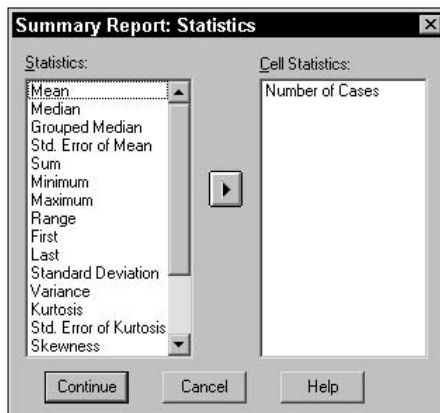 Summary Report: Statistics
Statistics:
Mean
Median
Grouped Median
Std. Error of Mean
Sum
Minimum
Maximum
Range
First
Last
Standard Deviation
Variance
Kurtosis
Std. Error of Kurtosis
Skewness
Cell Statistics:
Number of Cases
Continue
Cancel
Help